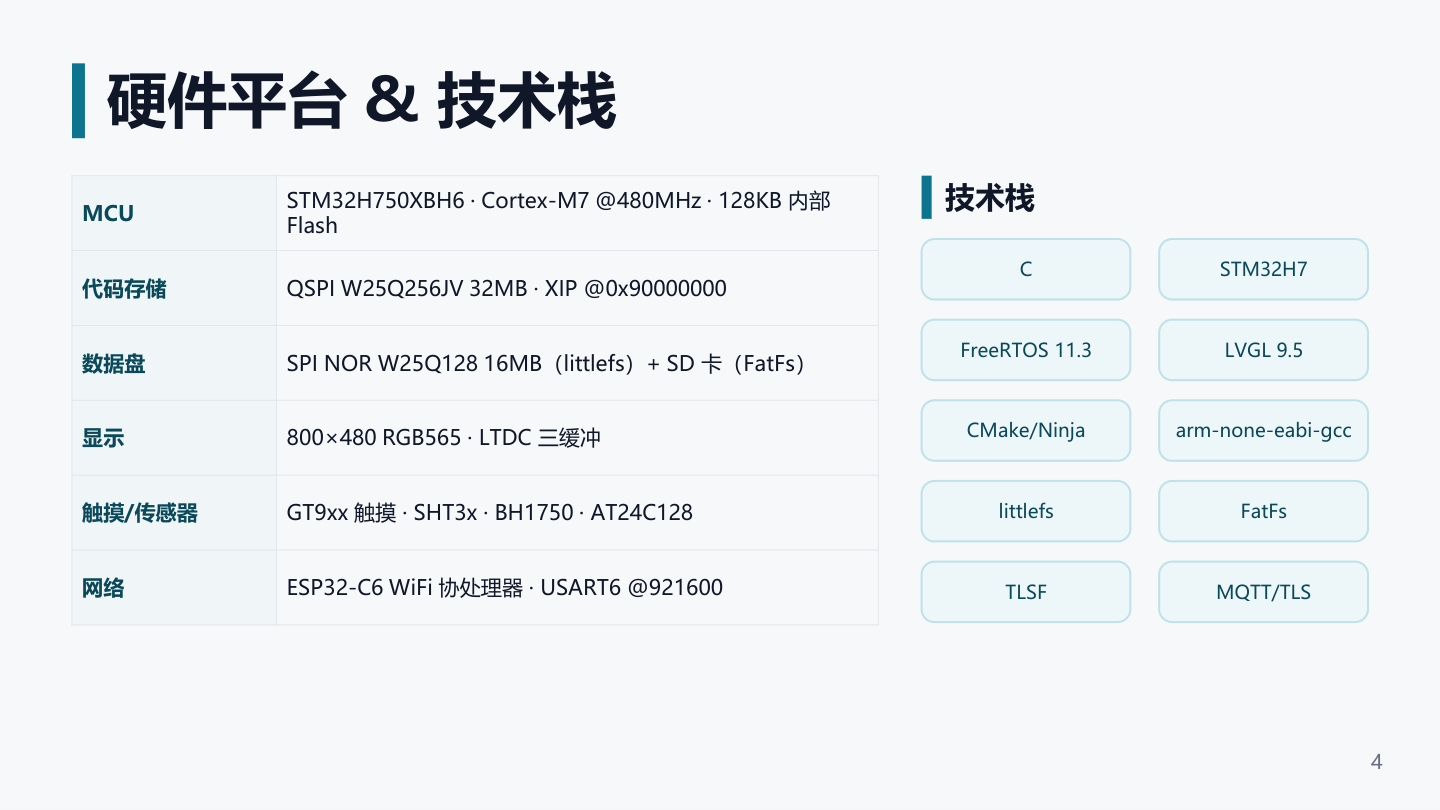 硬件平台 & 技术栈
MCU
STM32H750XBH6 · Cortex-M7 @480MHz · 128KB 内部
Flash
代码存储
QSPI W25Q256JV 32MB · XIP @0x90000000
数据盘
SPI NOR W25Q128 16MB（littlefs）+ SD 卡（FatFs）
显示
800×480 RGB565 · LTDC 三缓冲
触摸/传感器
GT9xx 触摸 · SHT3x · BH1750 · AT24C128
网络
ESP32-C6 WiFi 协处理器 · USART6 @921600
技术栈
C
STM32H7
FreeRTOS 11.3
LVGL 9.5
CMake/Ninja
arm-none-eabi-gcc
littlefs
FatFs
TLSF
MQTT/TLS
4